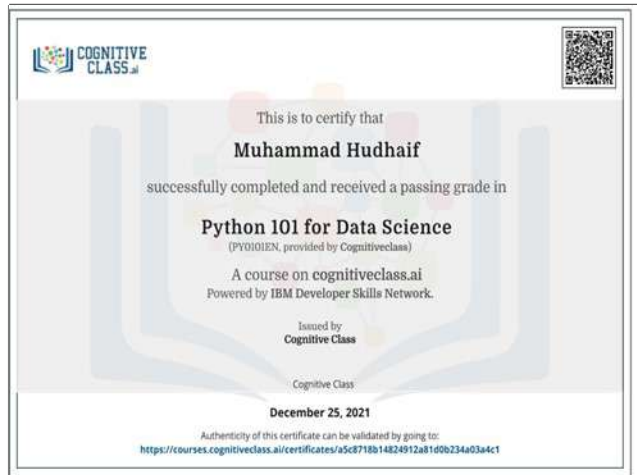 COGNITIVE
CLASS.ai
This is to certify that
Muhammad Hudhaif
successfully completed and received a passing grade in
Python 101 for Data Science
(PY0101EN, provided by Cognitiveclass)
A course on cognitiveclass.ai
Powered by IBM Developer Skills Network.
Issued by
Cognitive Class
Cognitive Class
December 25, 2021
Authenticity of this certificate can be validated by going to:
https://courses.cognitiveclass.ai/certificates/a5c8718b14824912a81d0b234a03a4c1